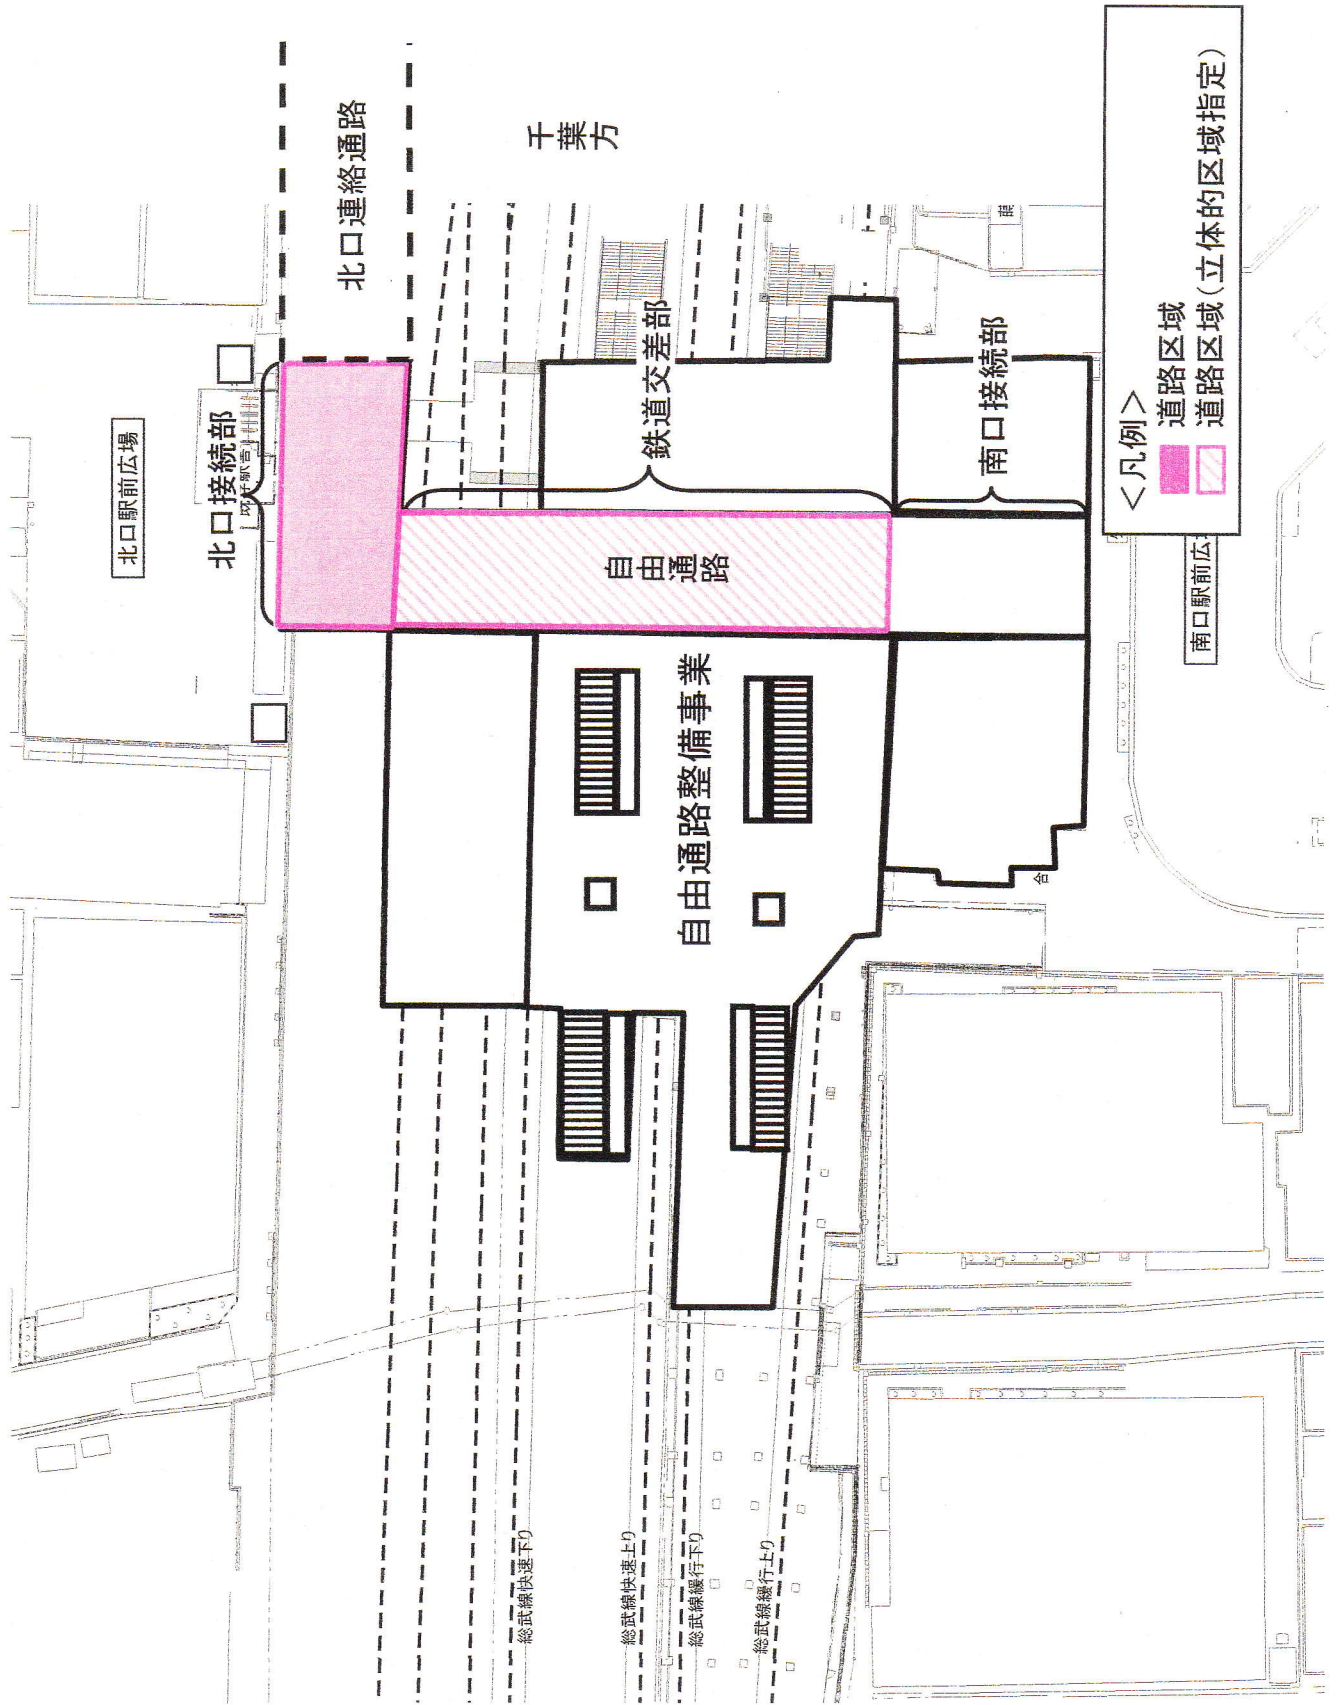 北口駅前広場
北口接続部
北口連絡通路
千葉方
鉄道交差部
自由通路
南口接続部
自由通路整備事業
総武線快速下り
総武線快速上り
総武線緩行下り
総武線緩行上り
南口駅前広
舎
<凡例>
道路区域
道路区域(立体的区域指定)